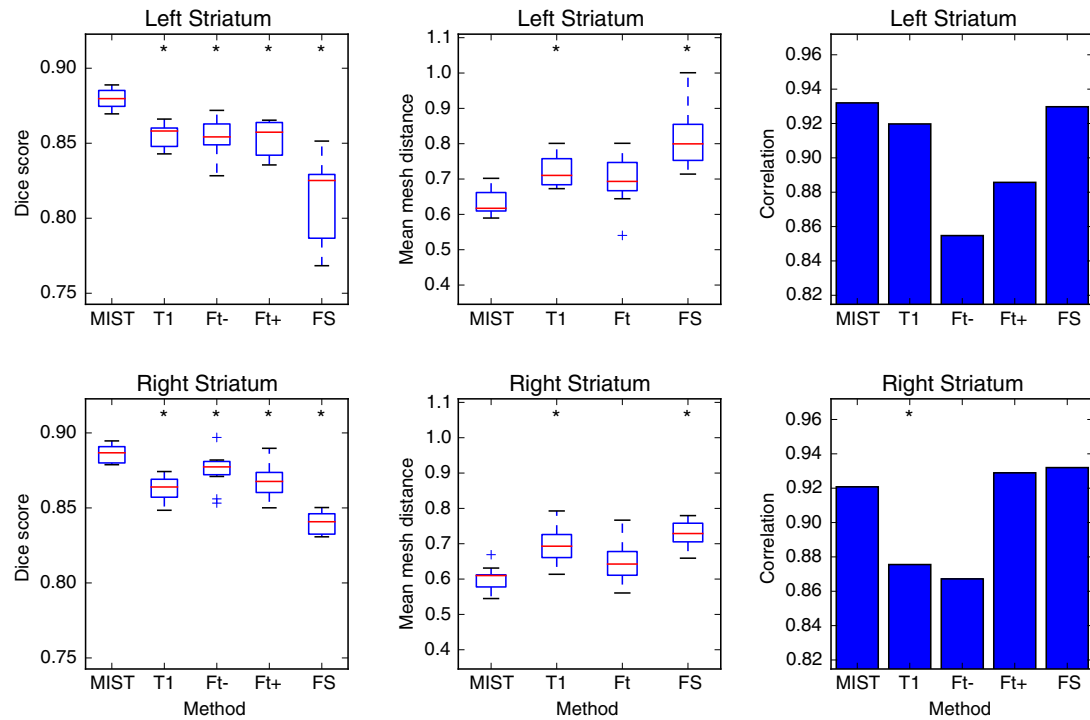 Left Striatum
* * * *
0.90
0.85
0.80
0.75
Dice score
MIST T1 Ft- Ft+ FS
Left Striatum
* *
1.1
1.0
0.9
0.8
0.7
0.6
0.5
0.4
Mean mesh distance
MIST T1 Ft FS
Left Striatum
0.96
0.94
0.92
0.90
0.88
0.86
0.84
0.82
Correlation
MIST T1 Ft- Ft+ FS
Right Striatum
* * * *
0.90
0.85
0.80
0.75
Dice score
MIST T1 Ft- Ft+ FS
Method
Right Striatum
* *
1.1
1.0
0.9
0.8
0.7
0.6
0.5
0.4
Mean mesh distance
MIST T1 Ft FS
Method
Right Striatum
*
0.96
0.94
0.92
0.90
0.88
0.86
0.84
0.82
Correlation
MIST T1 Ft- Ft+ FS
Method